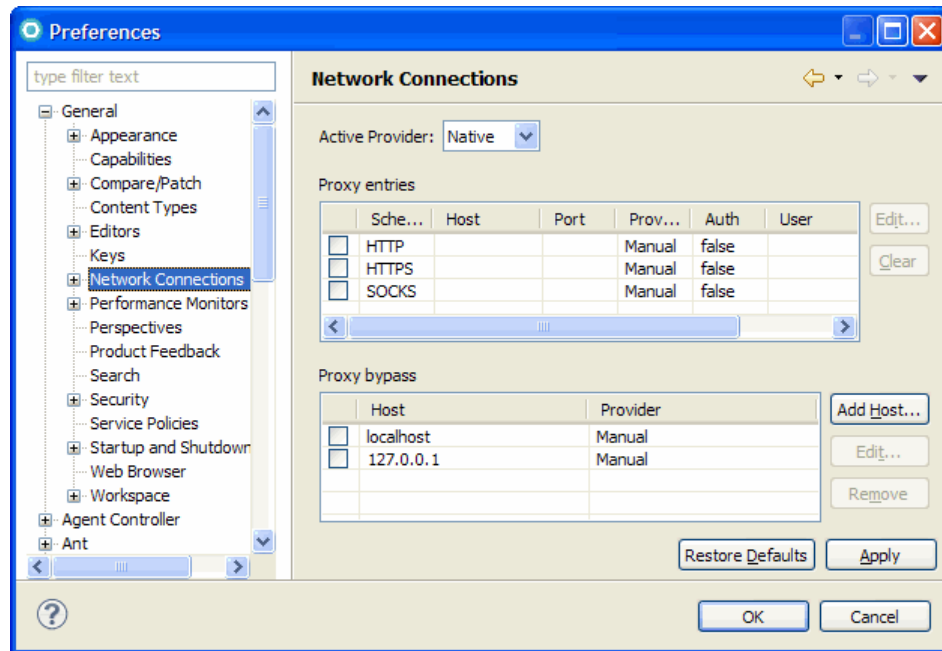 Preferences
type filter text
General
Appearance
Capabilities
Compare/Patch
Content Types
Editors
Keys
Network Connections
Performance Monitors
Perspectives
Product Feedback
Search
Security
Service Policies
Startup and Shutdown
Web Browser
Workspace
Agent Controller
Ant
Network Connections
Active Provider: Native
Proxy entries
Sche... Host Port Prov... Auth User
HTTP Manual false
HTTPS Manual false
SOCKS Manual false
Edit...
Clear
Proxy bypass
Host Provider
localhost Manual
127.0.0.1 Manual
Add Host...
Edit...
Remove
Restore Defaults Apply
? OK Cancel